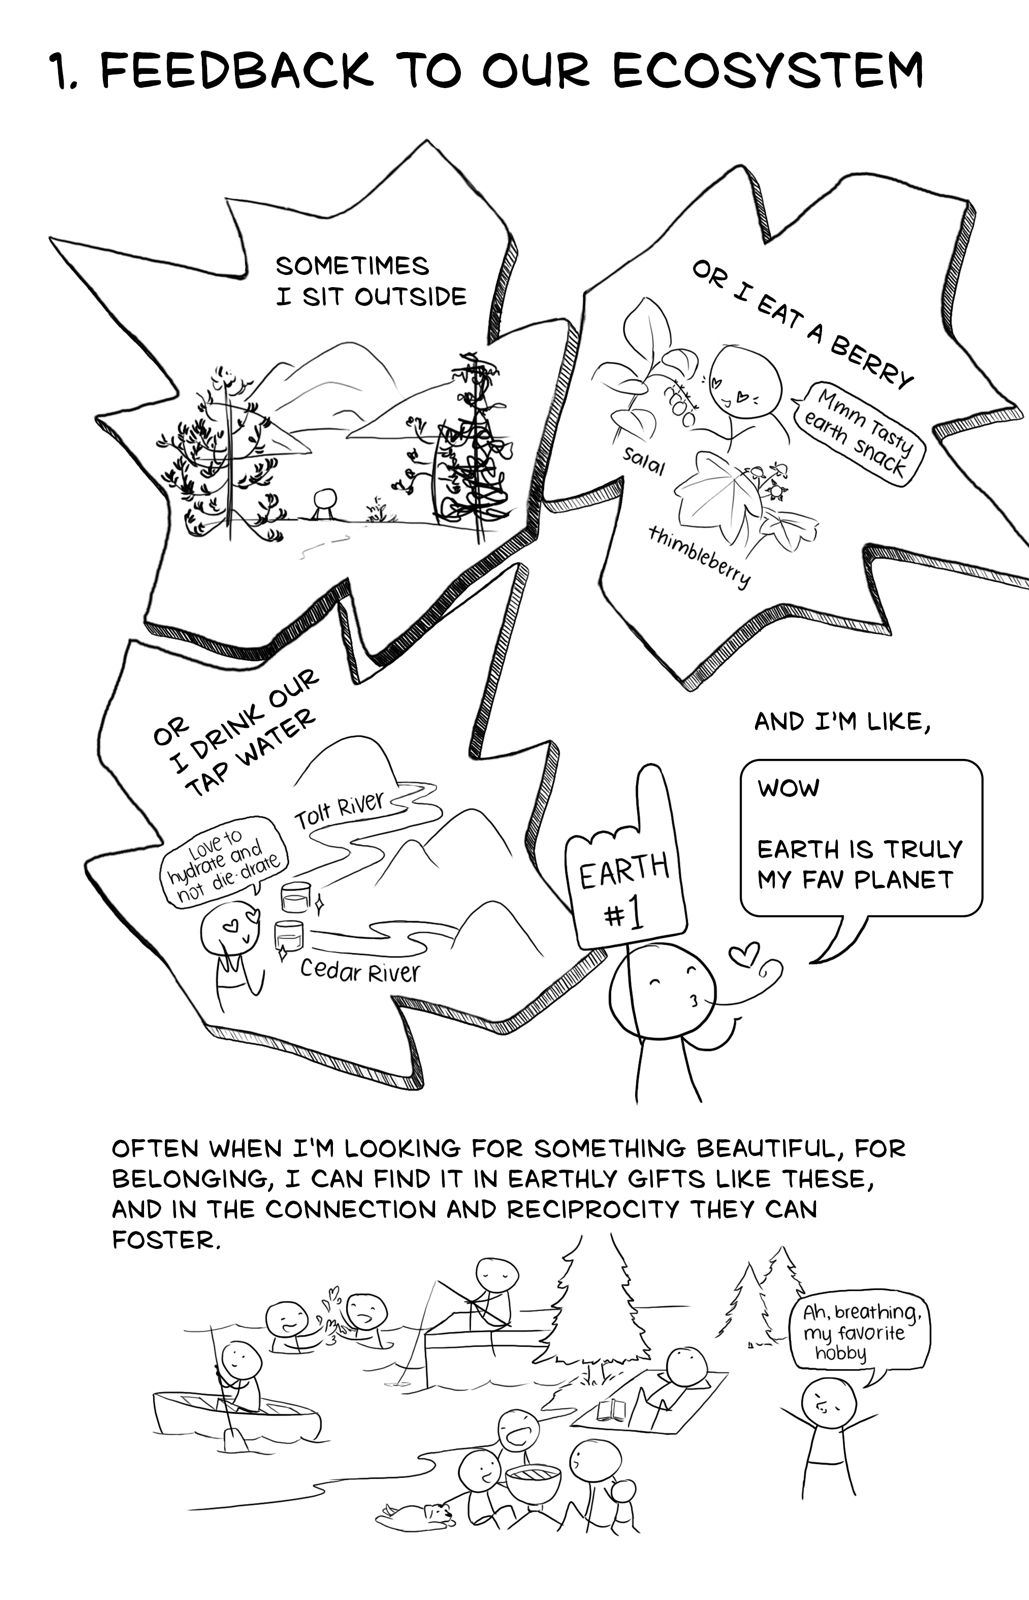 1. FEEDBACK TO OUR ECOSYSTEM
SOMETIMES
I SIT OUTSIDE
OR I EAT A BERRY
Mmm Tasty
earth snack
salal
thimbleberry
OR
I DRINK OUR
TAP WATER
Tolt River
Love to
hydrate and
not die-drate
Cedar River
AND I'M LIKE,
WOW
EARTH IS TRULY
MY FAV PLANET
EARTH
#1
OFTEN WHEN I'M LOOKING FOR SOMETHING BEAUTIFUL, FOR
BELONGING, I CAN FIND IT IN EARTHLY GIFTS LIKE THESE,
AND IN THE CONNECTION AND RECIPROCITY THEY CAN
FOSTER.
Ah, breathing,
my favorite
hobby